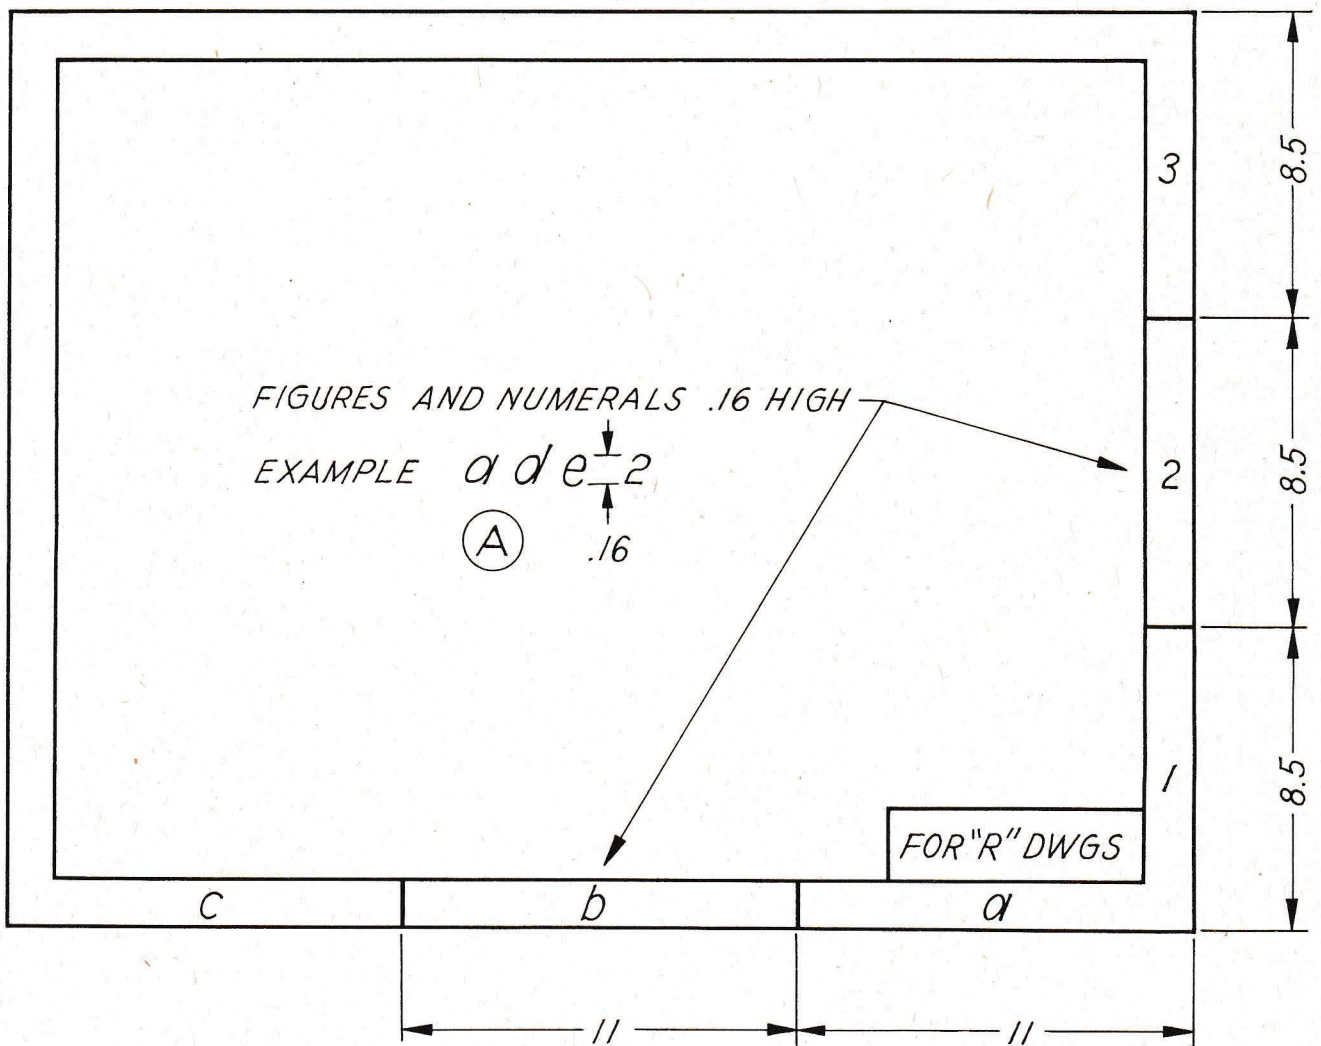 3
8.5
FIGURES AND NUMERALS .16 HIGH
EXAMPLE a d e 2
2
8.5
A .16
1
8.5
FOR "R" DWGS
c b a
11 11